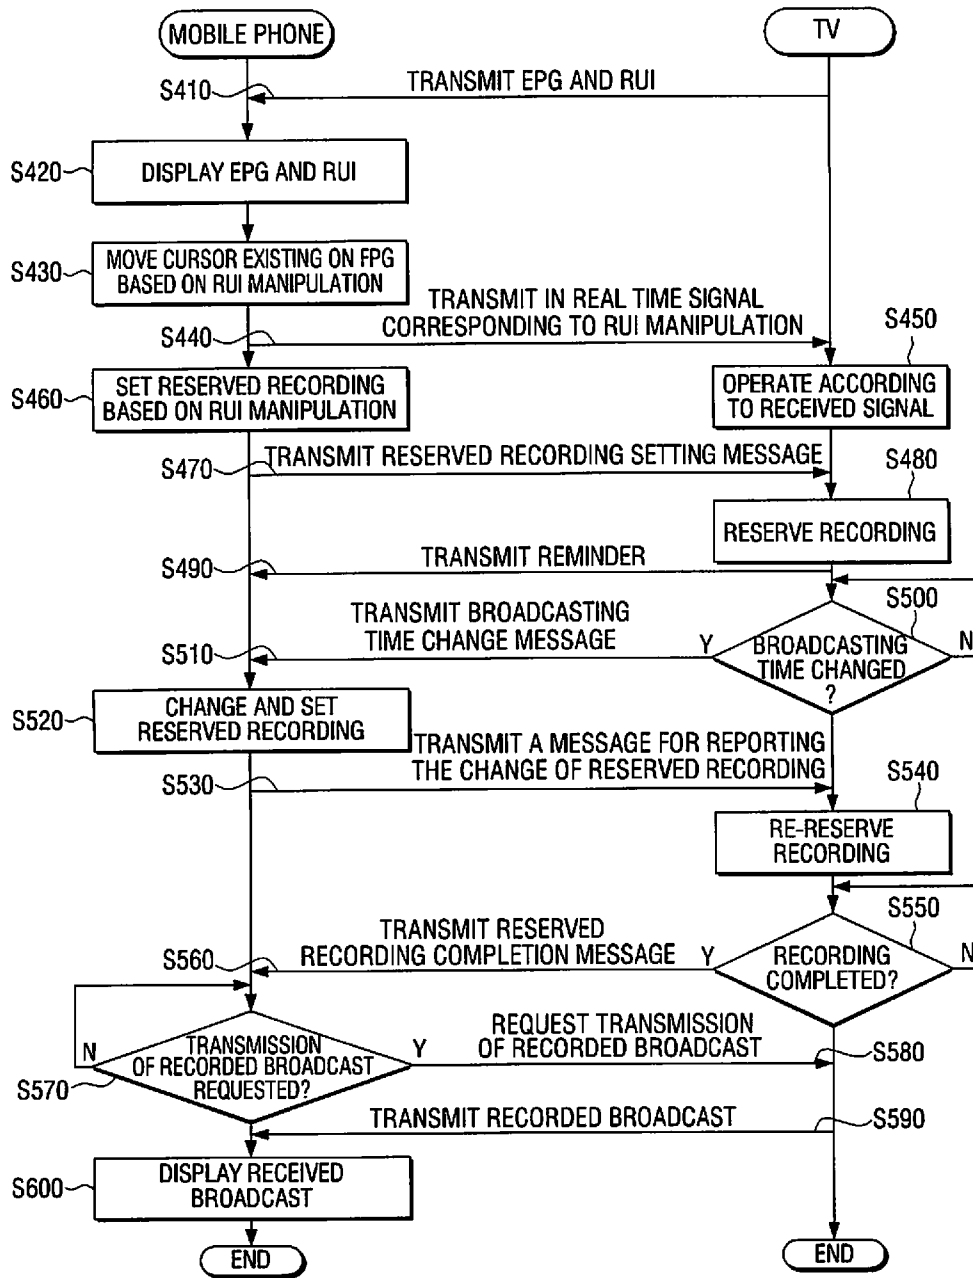 MOBILE PHONE
TV
S410
TRANSMIT EPG AND RUI
S420
DISPLAY EPG AND RUI
S430
MOVE CURSOR EXISTING ON FPG
BASED ON RUI MANIPULATION
S440
TRANSMIT IN REAL TIME SIGNAL
CORRESPONDING TO RUI MANIPULATION
S450
S460
SET RESERVED RECORDING
BASED ON RUI MANIPULATION
OPERATE ACCORDING
TO RECEIVED SIGNAL
S470
TRANSMIT RESERVED RECORDING SETTING MESSAGE
S480
RESERVE RECORDING
S490
TRANSMIT REMINDER
S500
TRANSMIT BROADCASTING
TIME CHANGE MESSAGE
S510
Y
BROADCASTING
TIME CHANGED
?
N
S520
CHANGE AND SET
RESERVED RECORDING
TRANSMIT A MESSAGE FOR REPORTING
THE CHANGE OF RESERVED RECORDING
S530
S540
RE-RESERVE
RECORDING
S550
TRANSMIT RESERVED
RECORDING COMPLETION MESSAGE
S560
Y
RECORDING
COMPLETED?
N
N
TRANSMISSION
OF RECORDED BROADCAST
REQUESTED?
Y
S570
REQUEST TRANSMISSION
OF RECORDED BROADCAST
S580
TRANSMIT RECORDED BROADCAST
S590
S600
DISPLAY RECEIVED
BROADCAST
END
END